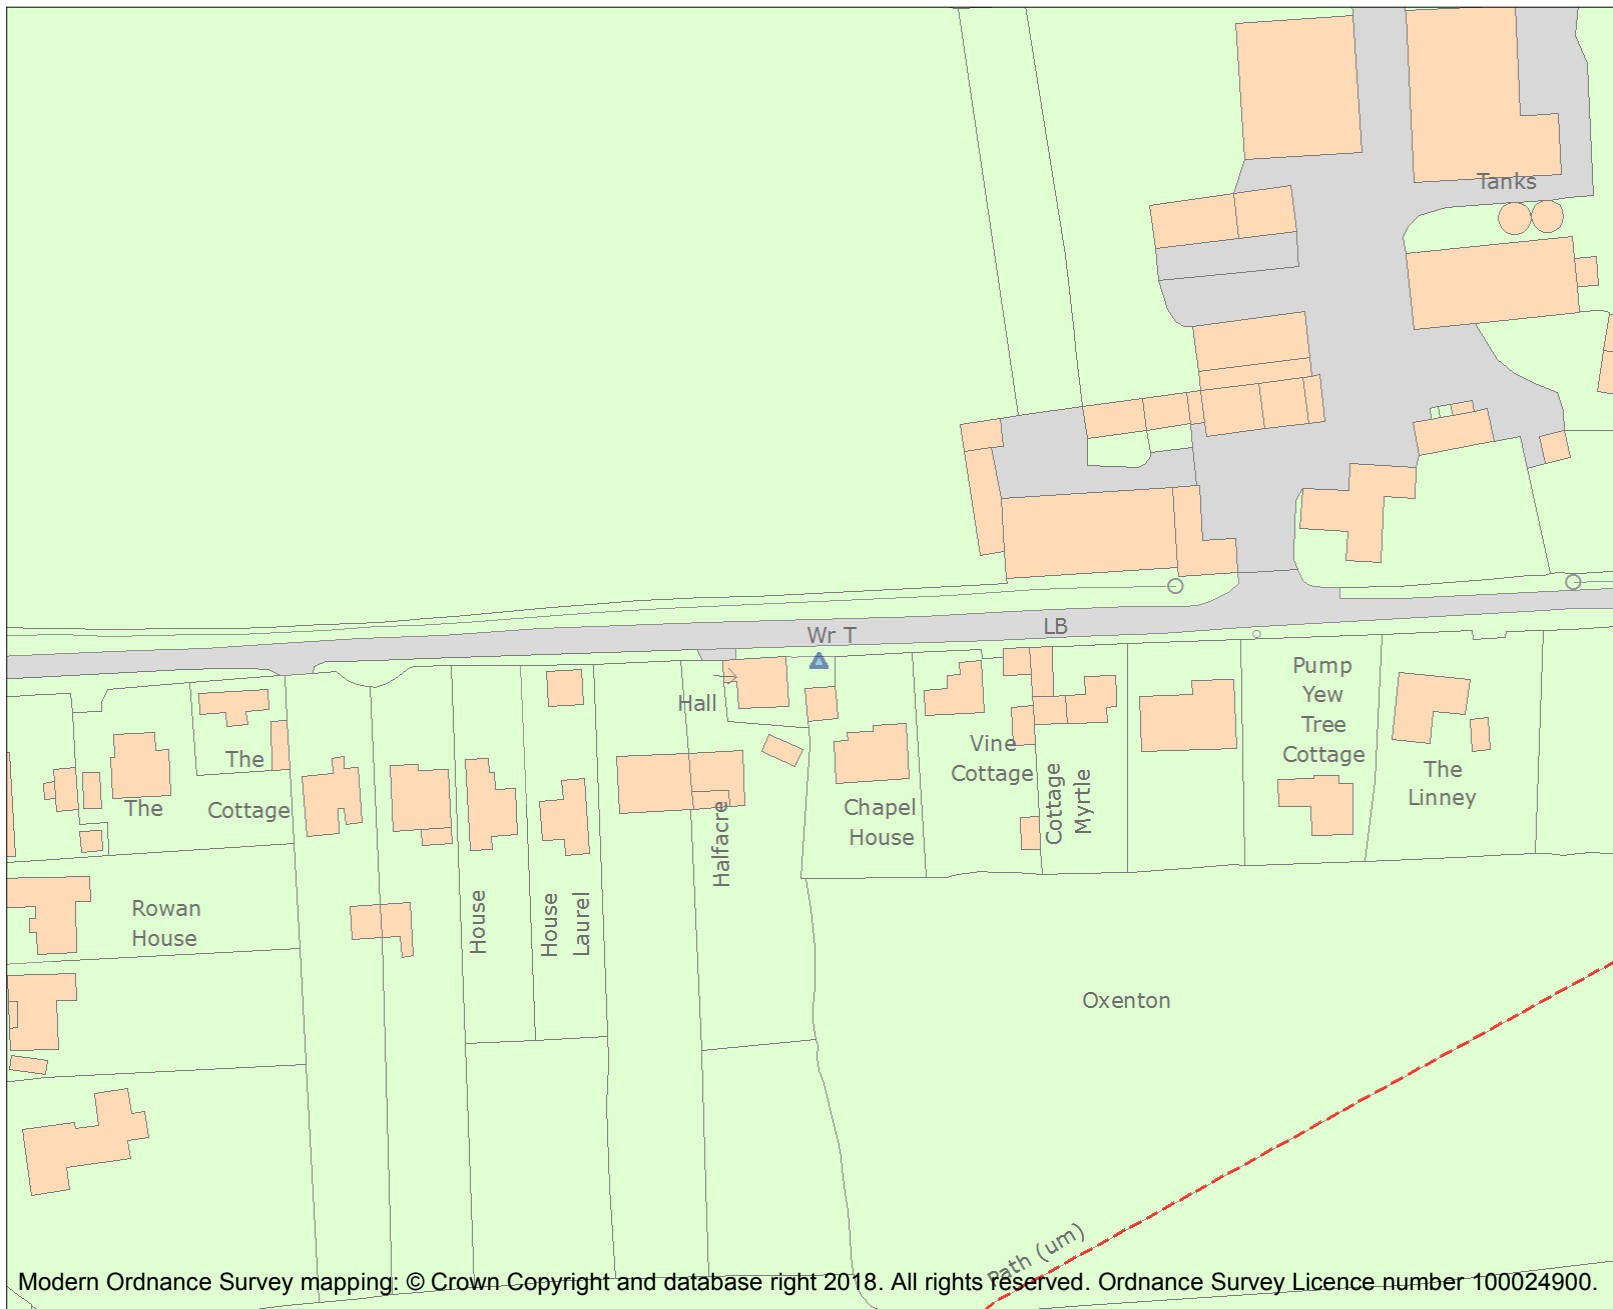 Tanks
Wr T
LB
Hall
Pump
Yew
Tree
Cottage
The
Linney
Vine
Cottage
Cottage
Myrtle
Chapel
House
Halfacre
The
Cottage
The
Rowan
House
House
House
Laurel
Oxenton
Path (um)
Modern Ordnance Survey mapping: © Crown Copyright and database right 2018. All rights reserved. Ordnance Survey Licence number 100024900.